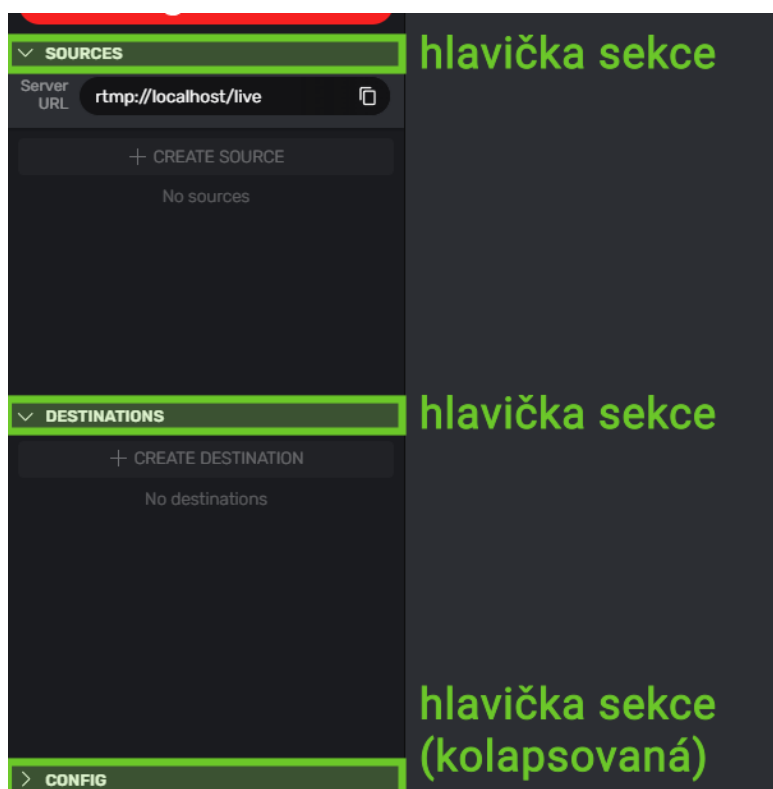 SOURCES
hlavička sekce
Server
URL
rtmp://localhost/live
+ CREATE SOURCE
No sources
DESTINATIONS
hlavička sekce
+ CREATE DESTINATION
No destinations
hlavička sekce
(kolapsovaná)
CONFIG